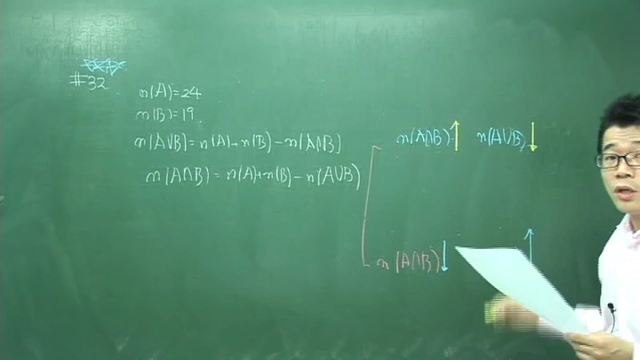 #32
n(A)=24
n(B)=19
n(A∪B)=n(A)+n(B)-n(A∩B)
n(A∩B)=n(A)+n(B)-n(A∪B)
n(A∩B)↑ n(A∪B)↓
n(A∩B)↓ ↑